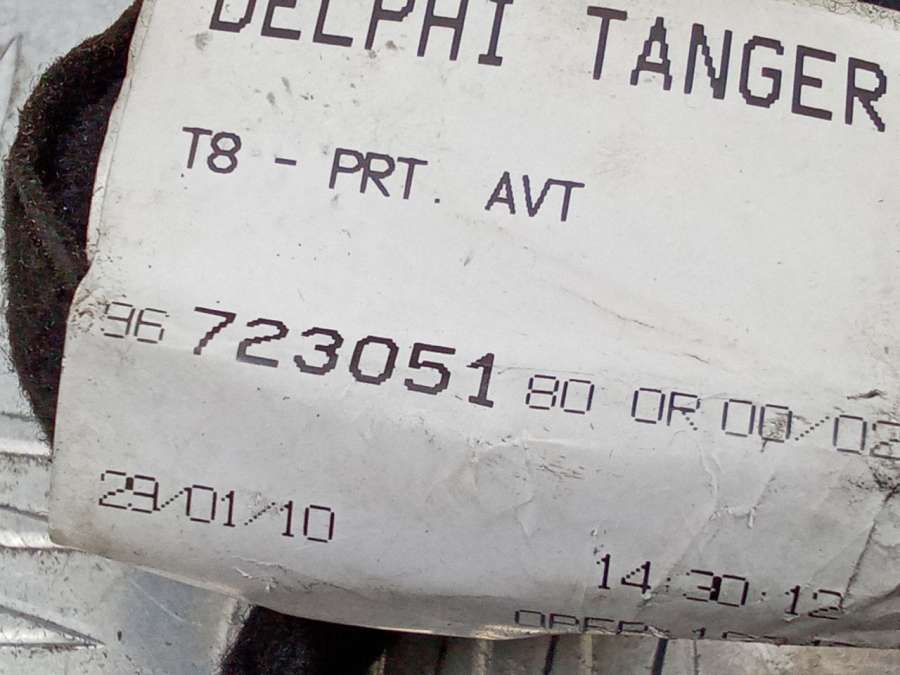 DELPHI TANGER
T8 - PRT. AVT
96 723051 80 OR 00/02
29/01/10
14:30:12